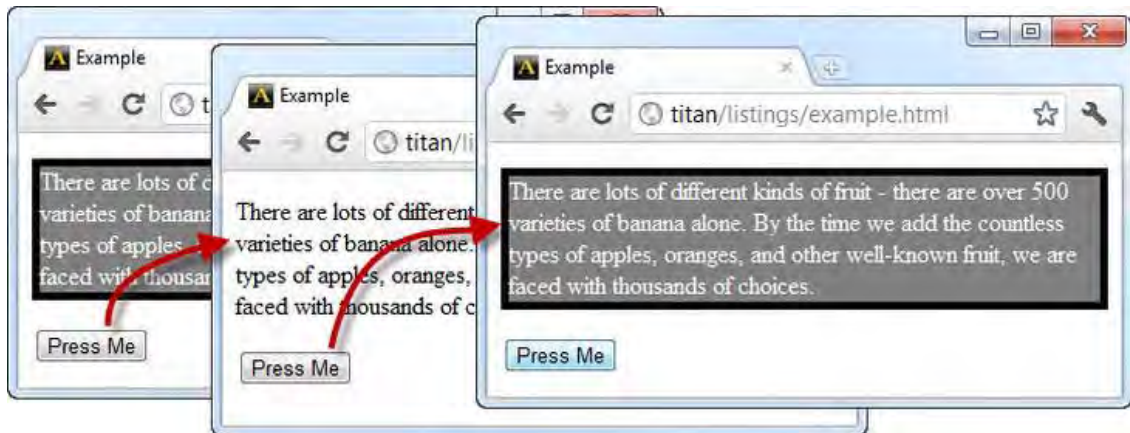 Example
t
There are lots of c
varieties of banana
types of apples
faced with thousan
Press Me
Example
titan/li
There are lots of different
varieties of banana alone.
types of apples, oranges,
faced with thousands of c
Press Me
Example
titan/listings/example.html
There are lots of different kinds of fruit - there are over 500
varieties of banana alone. By the time we add the countless
types of apples, oranges, and other well-known fruit, we are
faced with thousands of choices.
Press Me